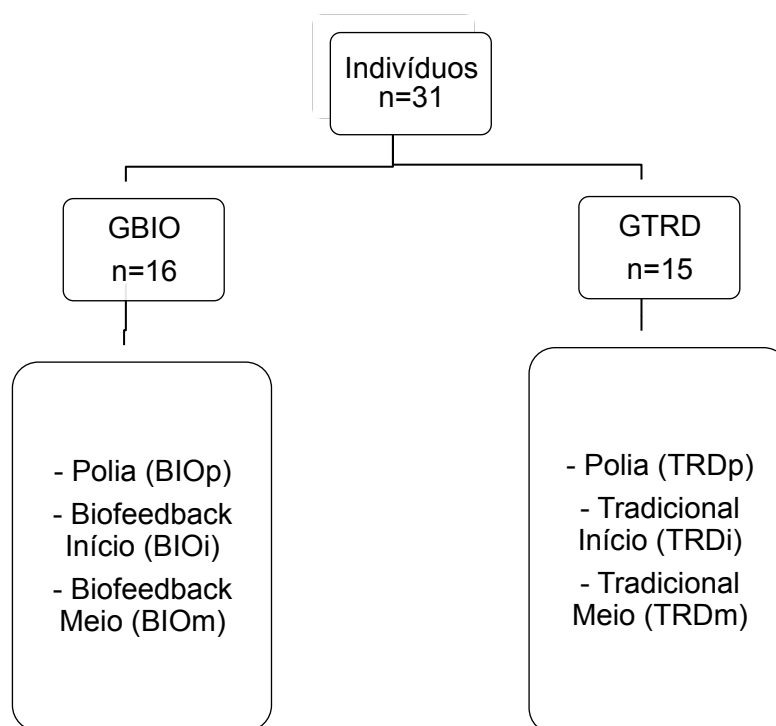 Indivíduos
n=31
GBIO
n=16
GTRD
n=15
- Polia (BIOp)
- Biofeedback
Início (BIOi)
- Biofeedback
Meio (BIOm)
- Polia (TRDp)
- Tradicional
Início (TRDi)
- Tradicional
Meio (TRDm)